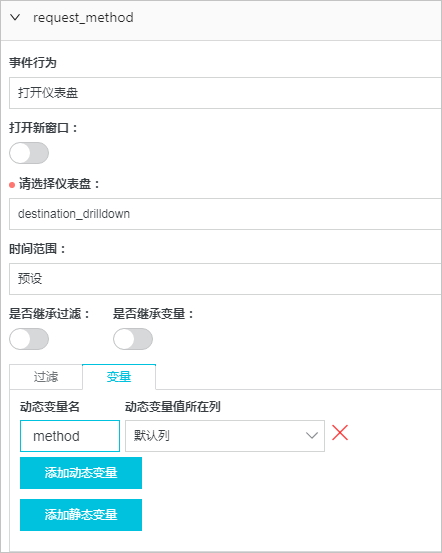 request_method
事件行为
打开仪表盘
打开新窗口：
请选择仪表盘：
destination_drilldown
时间范围：
预设
是否继承过滤： 是否继承变量：
过滤 变量
动态变量名 动态变量值所在列
method 默认列
添加动态变量
添加静态变量